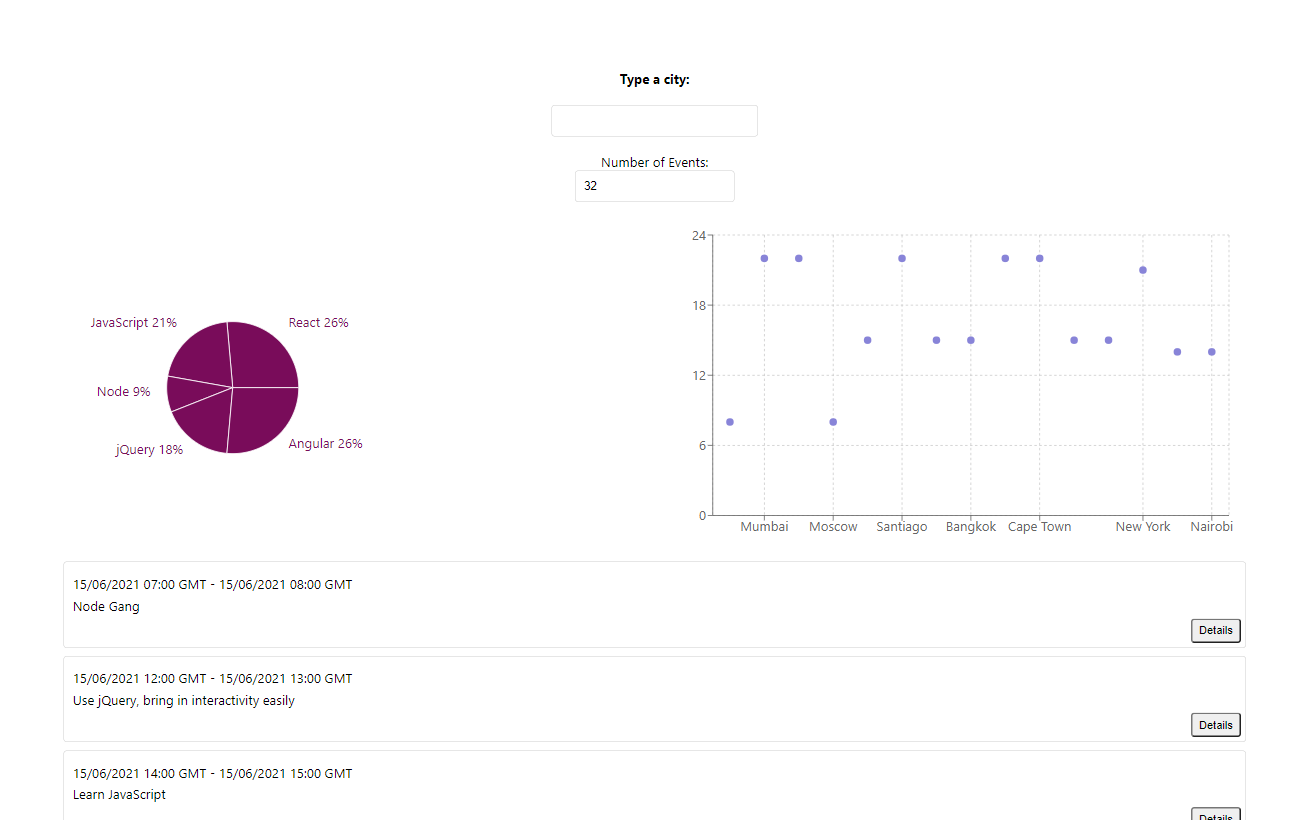 Type a city:
Number of Events:
32
JavaScript 21%
React 26%
Node 9%
jQuery 18%
Angular 26%
24
18
12
6
0
Mumbai Moscow Santiago Bangkok Cape Town New York Nairobi
15/06/2021 07:00 GMT - 15/06/2021 08:00 GMT
Node Gang
Details
15/06/2021 12:00 GMT - 15/06/2021 13:00 GMT
Use jQuery, bring in interactivity easily
Details
15/06/2021 14:00 GMT - 15/06/2021 15:00 GMT
Learn JavaScript
Details